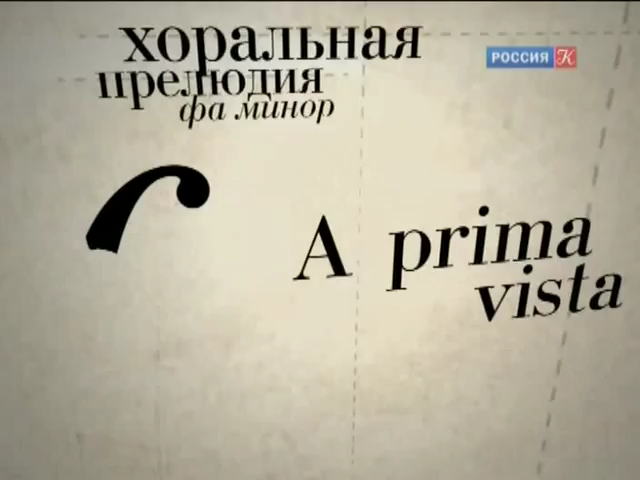 хоральная
прелюдия
фа минор
РОССИЯ К
A prima
vista